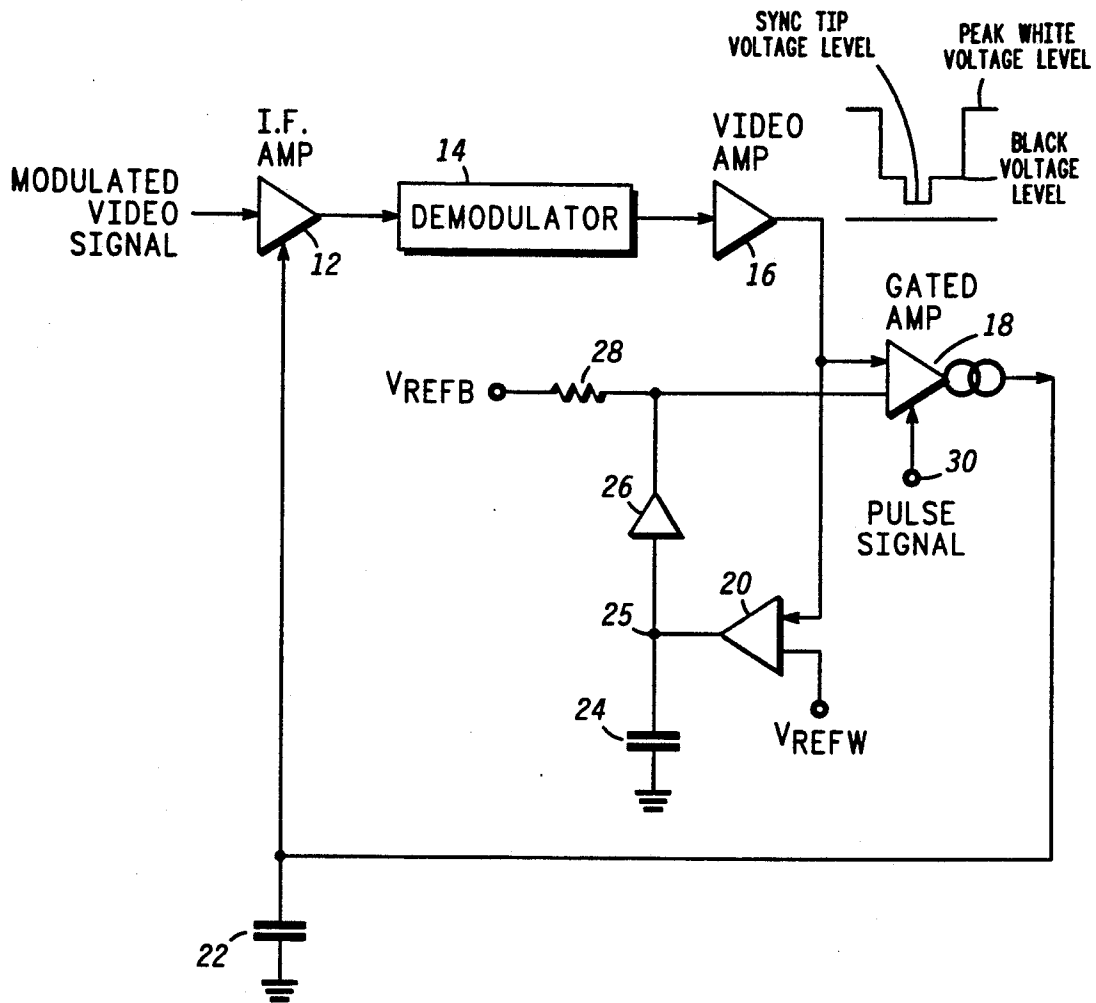 SYNC TIP
VOLTAGE LEVEL
PEAK WHITE
VOLTAGE LEVEL
BLACK
VOLTAGE
LEVEL
I.F.
AMP
MODULATED
VIDEO
SIGNAL
12
14
DEMODULATOR
VIDEO
AMP
16
GATED
AMP
18
VREFB
28
30
PULSE
SIGNAL
26
20
25
24
VREFW
22